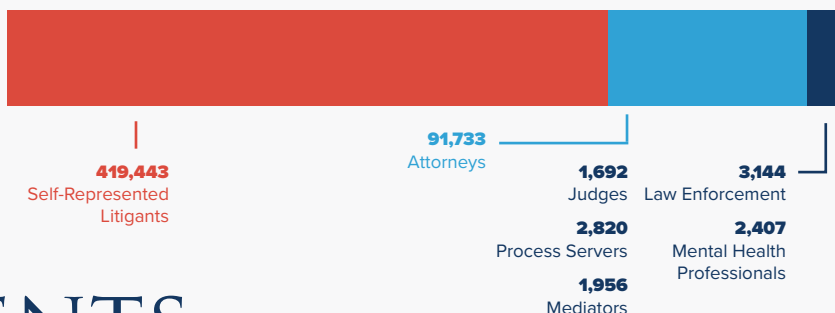 419,443
Self-Represented
Litigants
91,733
Attorneys
1,692
Judges
2,820
Process Servers
1,956
Mediators
3,144
Law Enforcement
2,407
Mental Health
Professionals